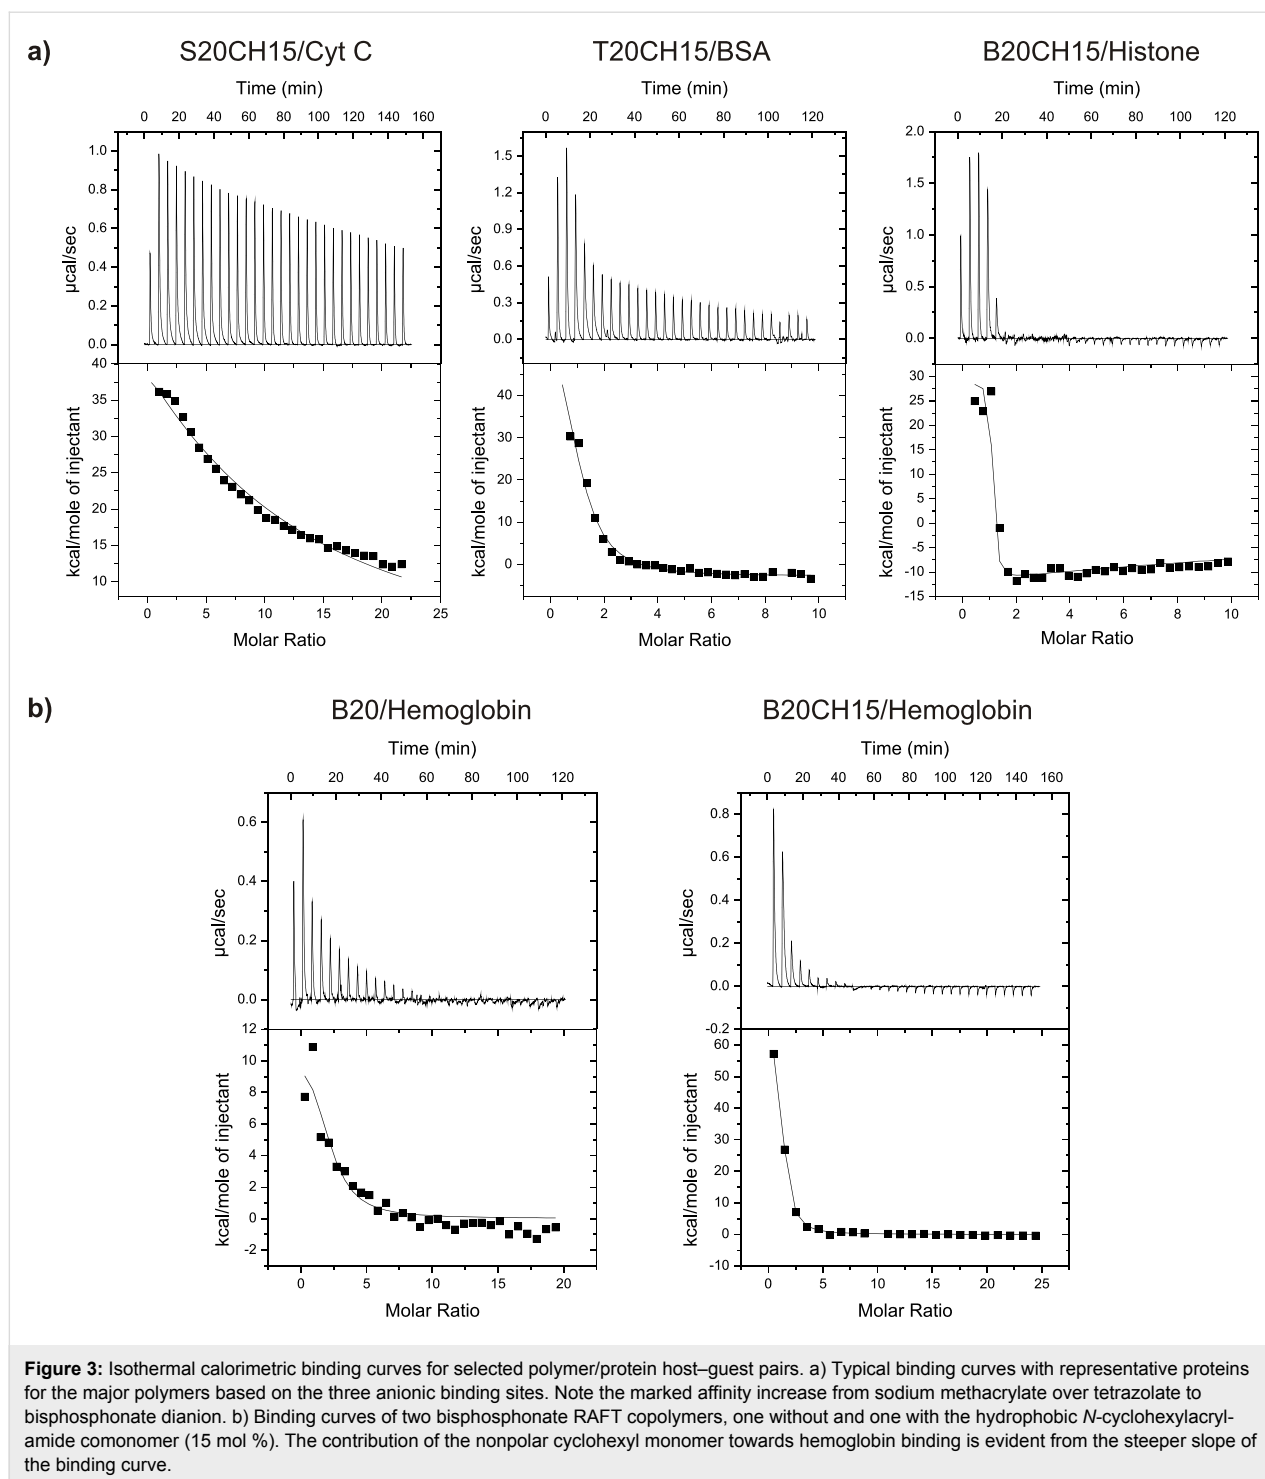 a)
S20CH15/Cyt C
Time (min)
0 20 40 60 80 100 120 140 160
1.0
0.8
0.6
0.4
0.2
0.0
µcal/sec
40
35
30
25
20
15
10
kcal/mole of injectant
0 5 10 15 20 25
Molar Ratio
T20CH15/BSA
Time (min)
0 20 40 60 80 100 120
1.5
1.2
0.9
0.6
0.3
0.0
µcal/sec
40
30
20
10
0
kcal/mole of injectant
0 2 4 6 8 10
Molar Ratio
B20CH15/Histone
Time (min)
0 20 40 60 80 100 120
2.0
1.5
1.0
0.5
0.0
µcal/sec
30
25
20
15
10
5
0
-5
-10
-15
kcal/mole of injectant
0 2 4 6 8 10
Molar Ratio
b)
B20/Hemoglobin
Time (min)
0 20 40 60 80 100 120
0.6
0.4
0.2
0.0
µcal/sec
12
10
8
6
4
2
0
-2
kcal/mole of injectant
0 5 10 15 20
Molar Ratio
B20CH15/Hemoglobin
Time (min)
0 20 40 60 80 100 120 140 160
0.8
0.6
0.4
0.2
0.0
-0.2
µcal/sec
60
50
40
30
20
10
0
-10
kcal/mole of injectant
0 5 10 15 20 25
Molar Ratio
Figure 3: Isothermal calorimetric binding curves for selected polymer/protein host–guest pairs. a) Typical binding curves with representative proteins
for the major polymers based on the three anionic binding sites. Note the marked affinity increase from sodium methacrylate over tetrazolate to
bisphosphonate dianion. b) Binding curves of two bisphosphonate RAFT copolymers, one without and one with the hydrophobic N-cyclohexylacryl-
amide comonomer (15 mol %). The contribution of the nonpolar cyclohexyl monomer towards hemoglobin binding is evident from the steeper slope of
the binding curve.